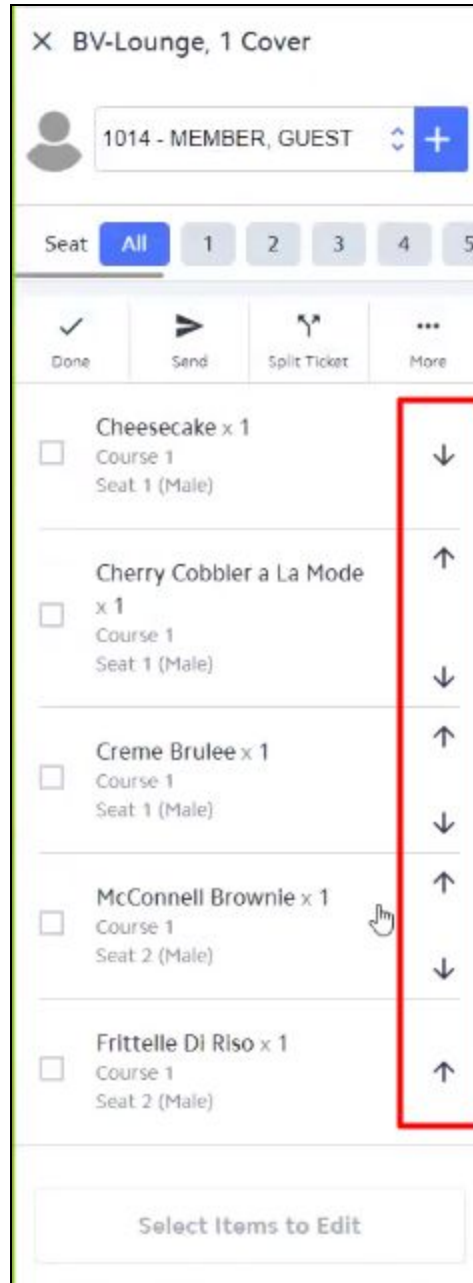 BV-Lounge, 1 Cover
1014 - MEMBER, GUEST
Seat All 1 2 3 4 5
Done Send Split Ticket More
Cheesecake x 1
Course 1
Seat 1 (Male)
Cherry Cobbler a La Mode
x 1
Course 1
Seat 1 (Male)
Creme Brulee x 1
Course 1
Seat 1 (Male)
McConnell Brownie x 1
Course 1
Seat 2 (Male)
Frittelle Di Riso x 1
Course 1
Seat 2 (Male)
Select Items to Edit